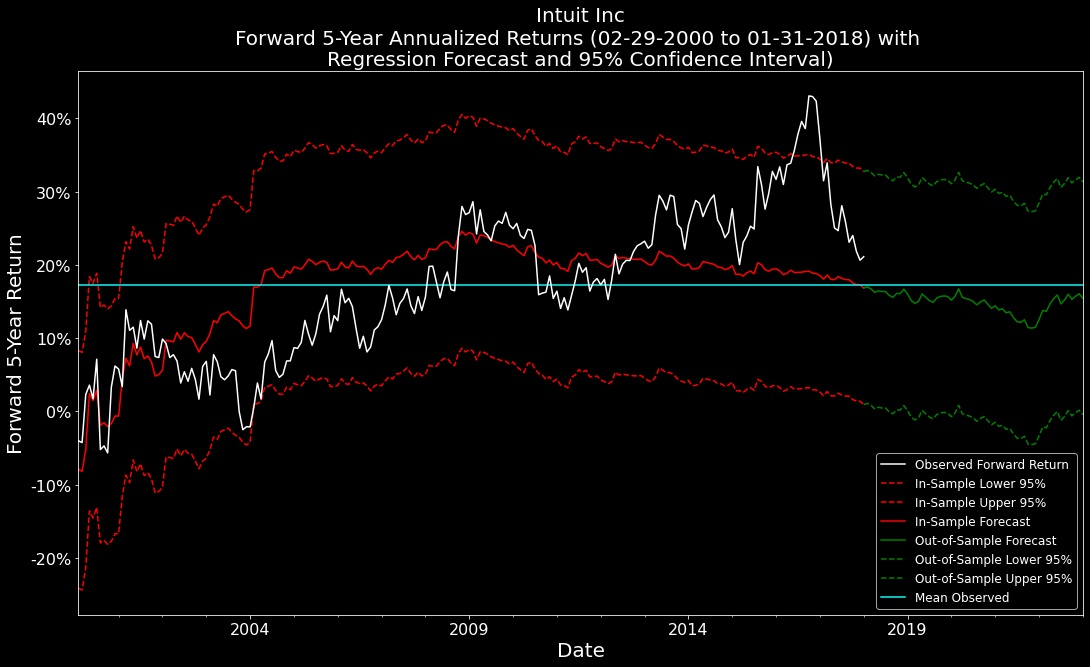 Intuit Inc
Forward 5-Year Annualized Returns (02-29-2000 to 01-31-2018) with
Regression Forecast and 95% Confidence Interval)
Forward 5-Year Return
40%
30%
20%
10%
0%
-10%
-20%
Observed Forward Return
In-Sample Lower 95%
In-Sample Upper 95%
In-Sample Forecast
Out-of-Sample Forecast
Out-of-Sample Lower 95%
Out-of-Sample Upper 95%
Mean Observed
2004 2009 2014 2019
Date